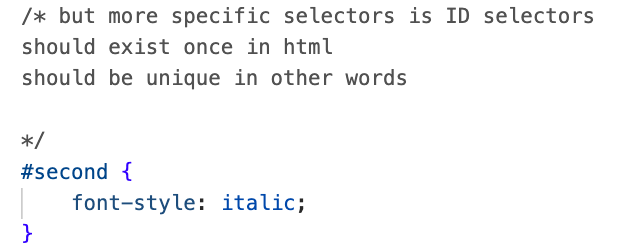 /* but more specific selectors is ID selectors
should exist once in html
should be unique in other words
*/
#second {
font-style: italic;
}